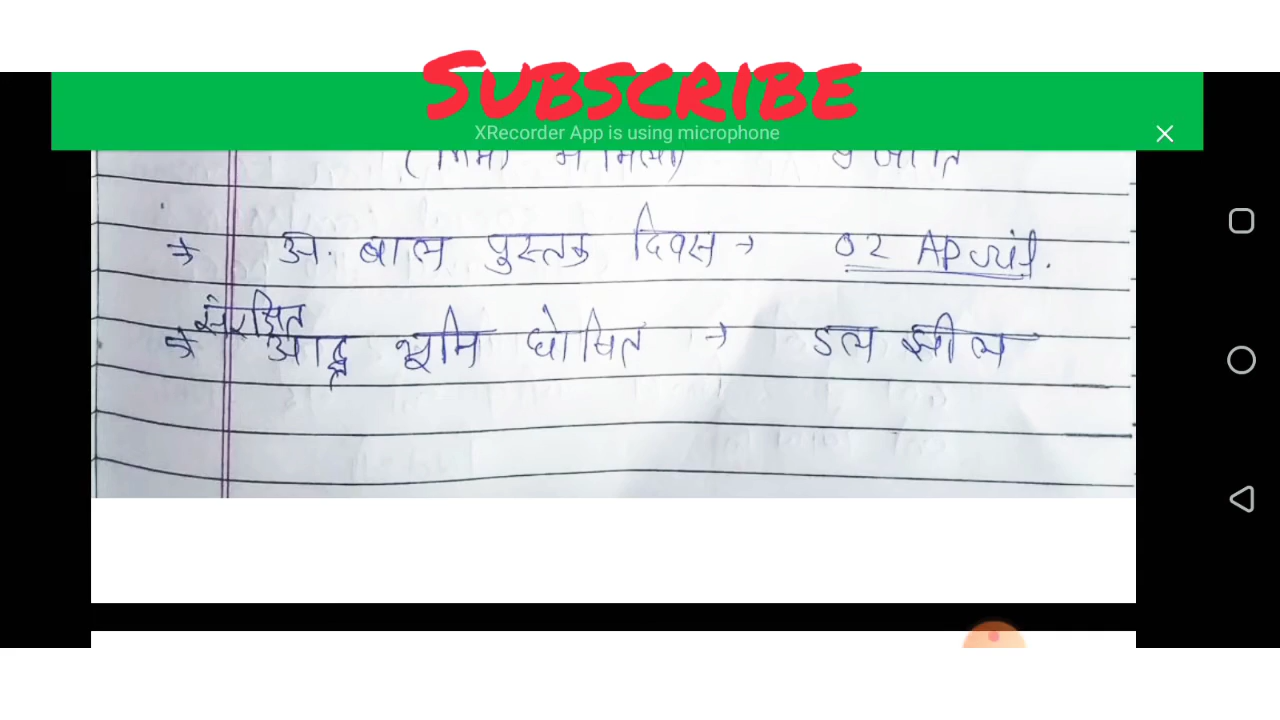 SUBSCRIBE
XRecorder App is using microphone
→ अ. बाल पुस्तक दिवस → 02 April.
संरक्षित
→ आर्द्र भूमि घोषित → डल झील